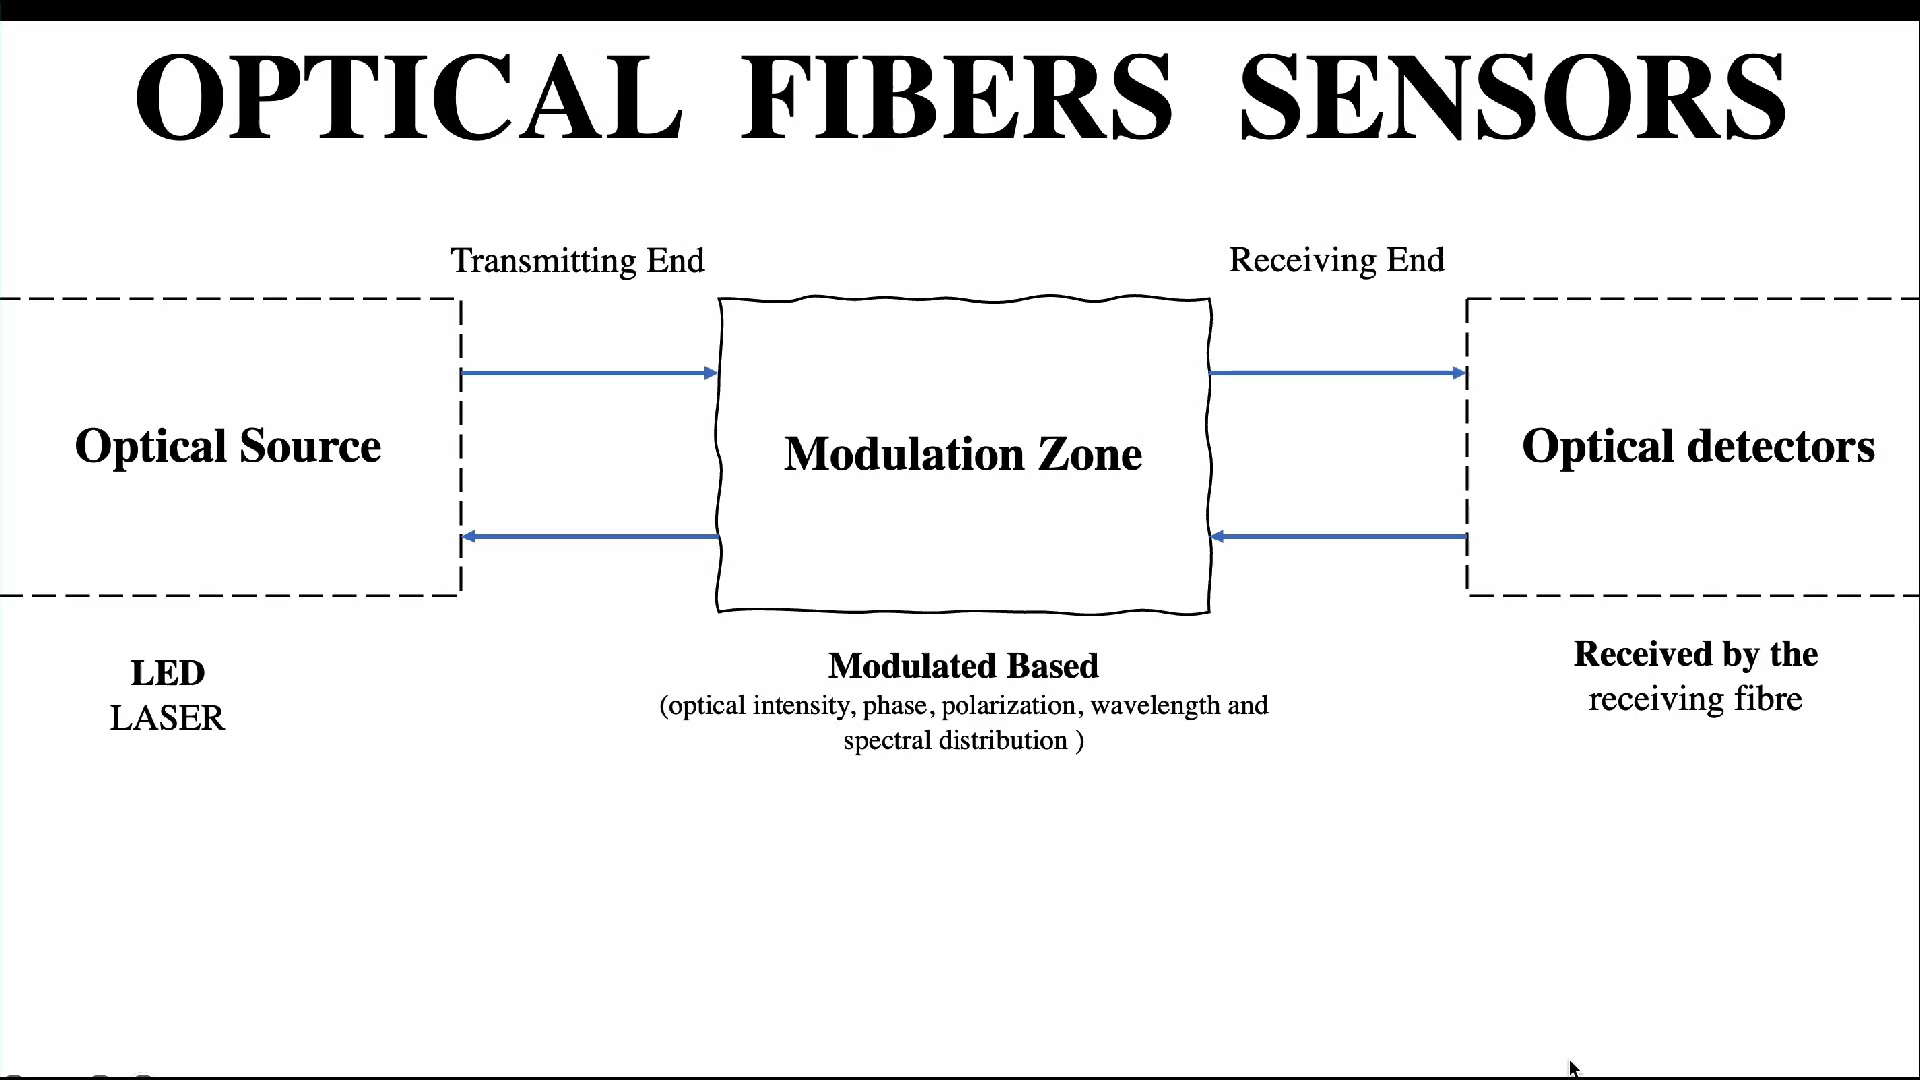 OPTICAL FIBERS SENSORS
Transmitting End
Receiving End
Optical Source
Modulation Zone
Optical detectors
LED
LASER
Modulated Based
(optical intensity, phase, polarization, wavelength and
spectral distribution )
Received by the
receiving fibre